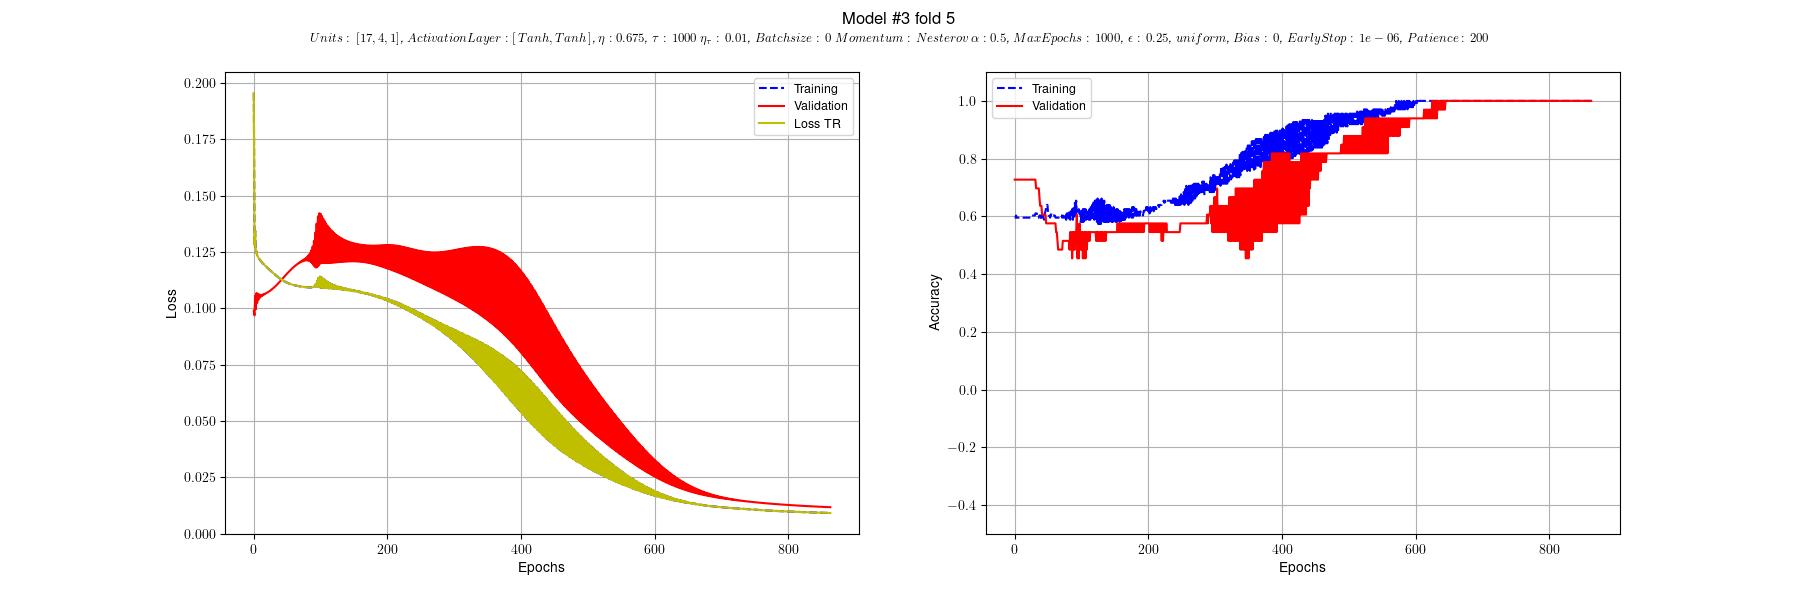 Model #3 fold 5
Units : [17, 4, 1], ActivationLayer : [Tanh, Tanh], η : 0.675, τ : 1000 ητ : 0.01, Batchsize : 0 Momentum : Nesterov α : 0.5, MaxEpochs : 1000, ϵ : 0.25, uniform, Bias : 0, EarlyStop : 1e − 06, Patience : 200
Loss
0.200
0.175
0.150
0.125
0.100
0.075
0.050
0.025
0.000
Training
Validation
Loss TR
0 200 400 600 800
Epochs
Accuracy
1.0
0.8
0.6
0.4
0.2
0.0
−0.2
−0.4
Training
Validation
0 200 400 600 800
Epochs